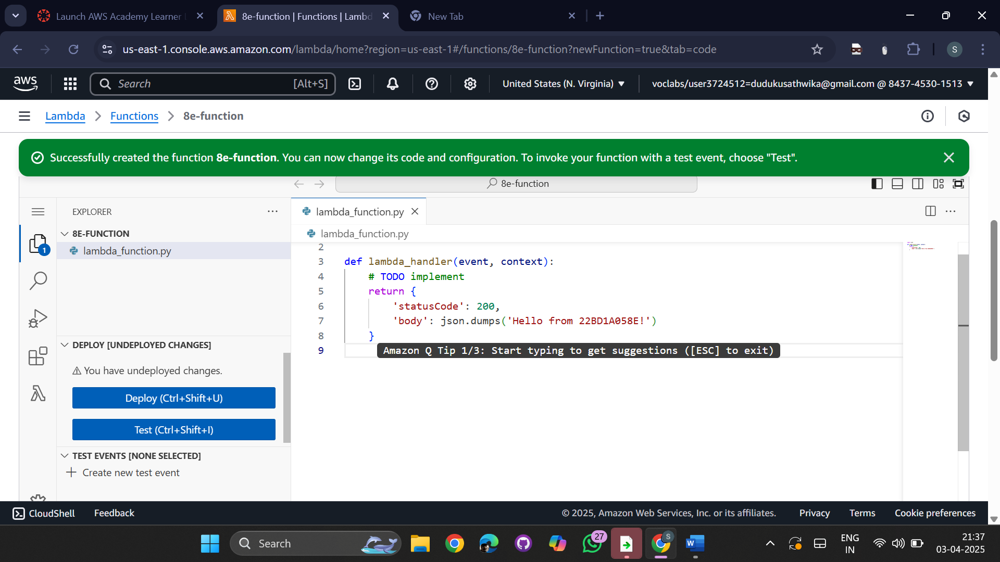 Launch AWS Academy Learner
8e-function | Functions | Lambd
New Tab
us-east-1.console.aws.amazon.com/lambda/home?region=us-east-1#/functions/8e-function?newFunction=true&tab=code
S
aws
Search
[Alt+S]
United States (N. Virginia)
voclabs/user3724512=dudukusathwika@gmail.com @ 8437-4530-1513
Lambda
Functions
8e-function
Successfully created the function 8e-function. You can now change its code and configuration. To invoke your function with a test event, choose "Test".
8e-function
EXPLORER
lambda_function.py
8E-FUNCTION
lambda_function.py
1
lambda_function.py
2
3 def lambda_handler(event, context):
4 # TODO implement
5 return {
6 'statusCode': 200,
7 'body': json.dumps('Hello from 22BD1A058E!')
8 }
9 Amazon Q Tip 1/3: Start typing to get suggestions ([ESC] to exit)
DEPLOY [UNDEPLOYED CHANGES]
You have undeployed changes.
Deploy (Ctrl+Shift+U)
Test (Ctrl+Shift+I)
TEST EVENTS [NONE SELECTED]
Create new test event
CloudShell
Feedback
© 2025, Amazon Web Services, Inc. or its affiliates.
Privacy
Terms
Cookie preferences
Search
27
S
W
ENG
IN
21:37
03-04-2025